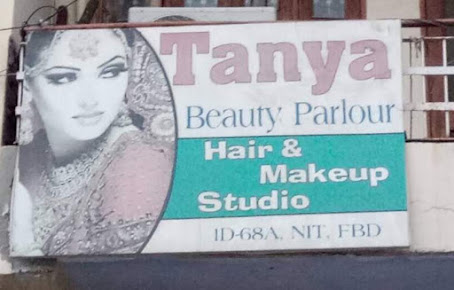 Tanya
Beauty Parlour
Hair &
Makeup
Studio
1D-68A, NIT, FBD